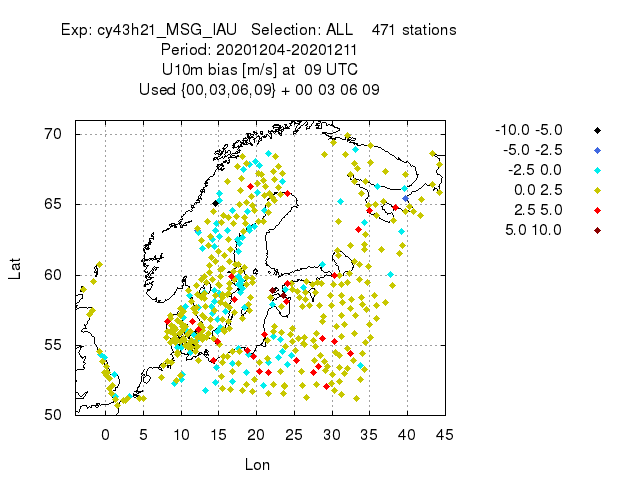 Exp: cy43h21_MSG_IAU   Selection: ALL    471 stations
Period: 20201204-20201211
U10m bias [m/s] at  09 UTC
Used {00,03,06,09} + 00 03 06 09
-10.0 -5.0
-5.0 -2.5
-2.5 0.0
0.0 2.5
2.5 5.0
5.0 10.0
70
65
60
55
50
Lat
0 5 10 15 20 25 30 35 40 45
Lon